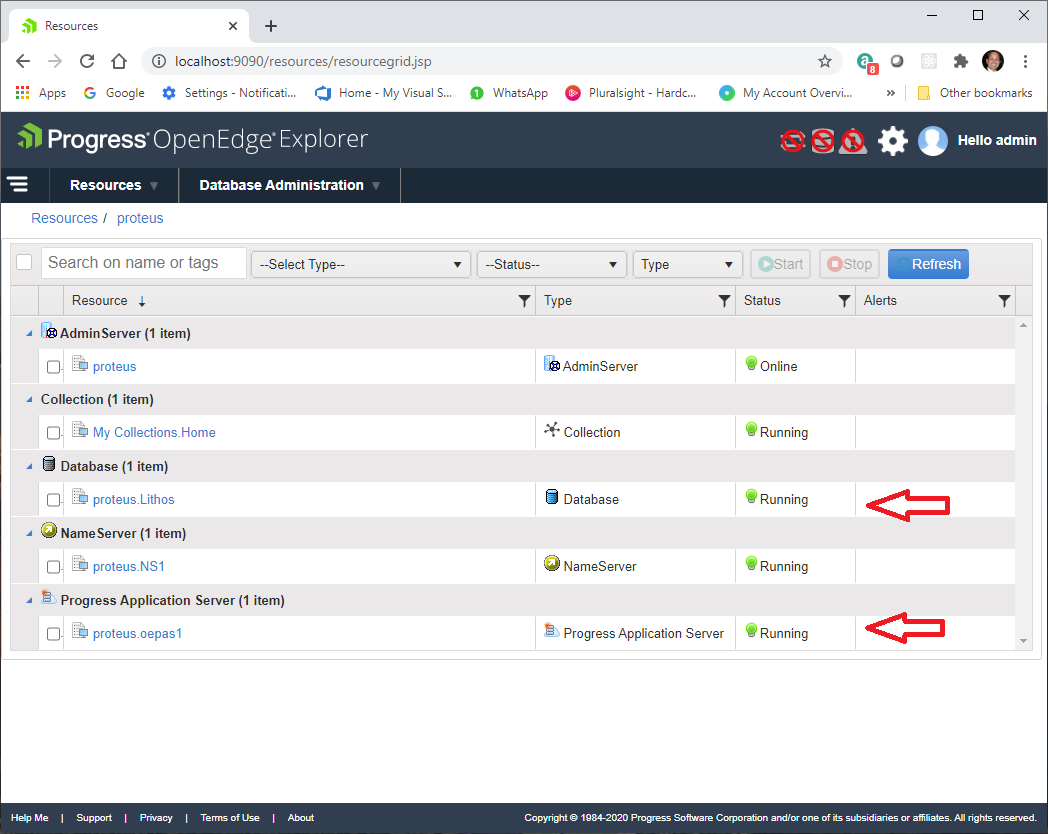 Resources
localhost:9090/resources/resourcegrid.jsp
8
Apps Google Settings - Notificati... Home - My Visual S... 1 WhatsApp Pluralsight - Hardc... My Account Overvi... » Other bookmarks
Progress OpenEdge Explorer Hello admin
Resources Database Administration
Resources / proteus
Search on name or tags --Select Type-- --Status-- Type Start Stop Refresh
Resource ↓ Type Status Alerts
AdminServer (1 item)
proteus AdminServer Online
Collection (1 item)
My Collections.Home Collection Running
Database (1 item)
proteus.Lithos Database Running
NameServer (1 item)
proteus.NS1 NameServer Running
Progress Application Server (1 item)
proteus.oepas1 Progress Application Server Running
Help Me | Support | Privacy | Terms of Use | About Copyright © 1984-2020 Progress Software Corporation and/or one of its subsidiaries or affiliates. All rights reserved.